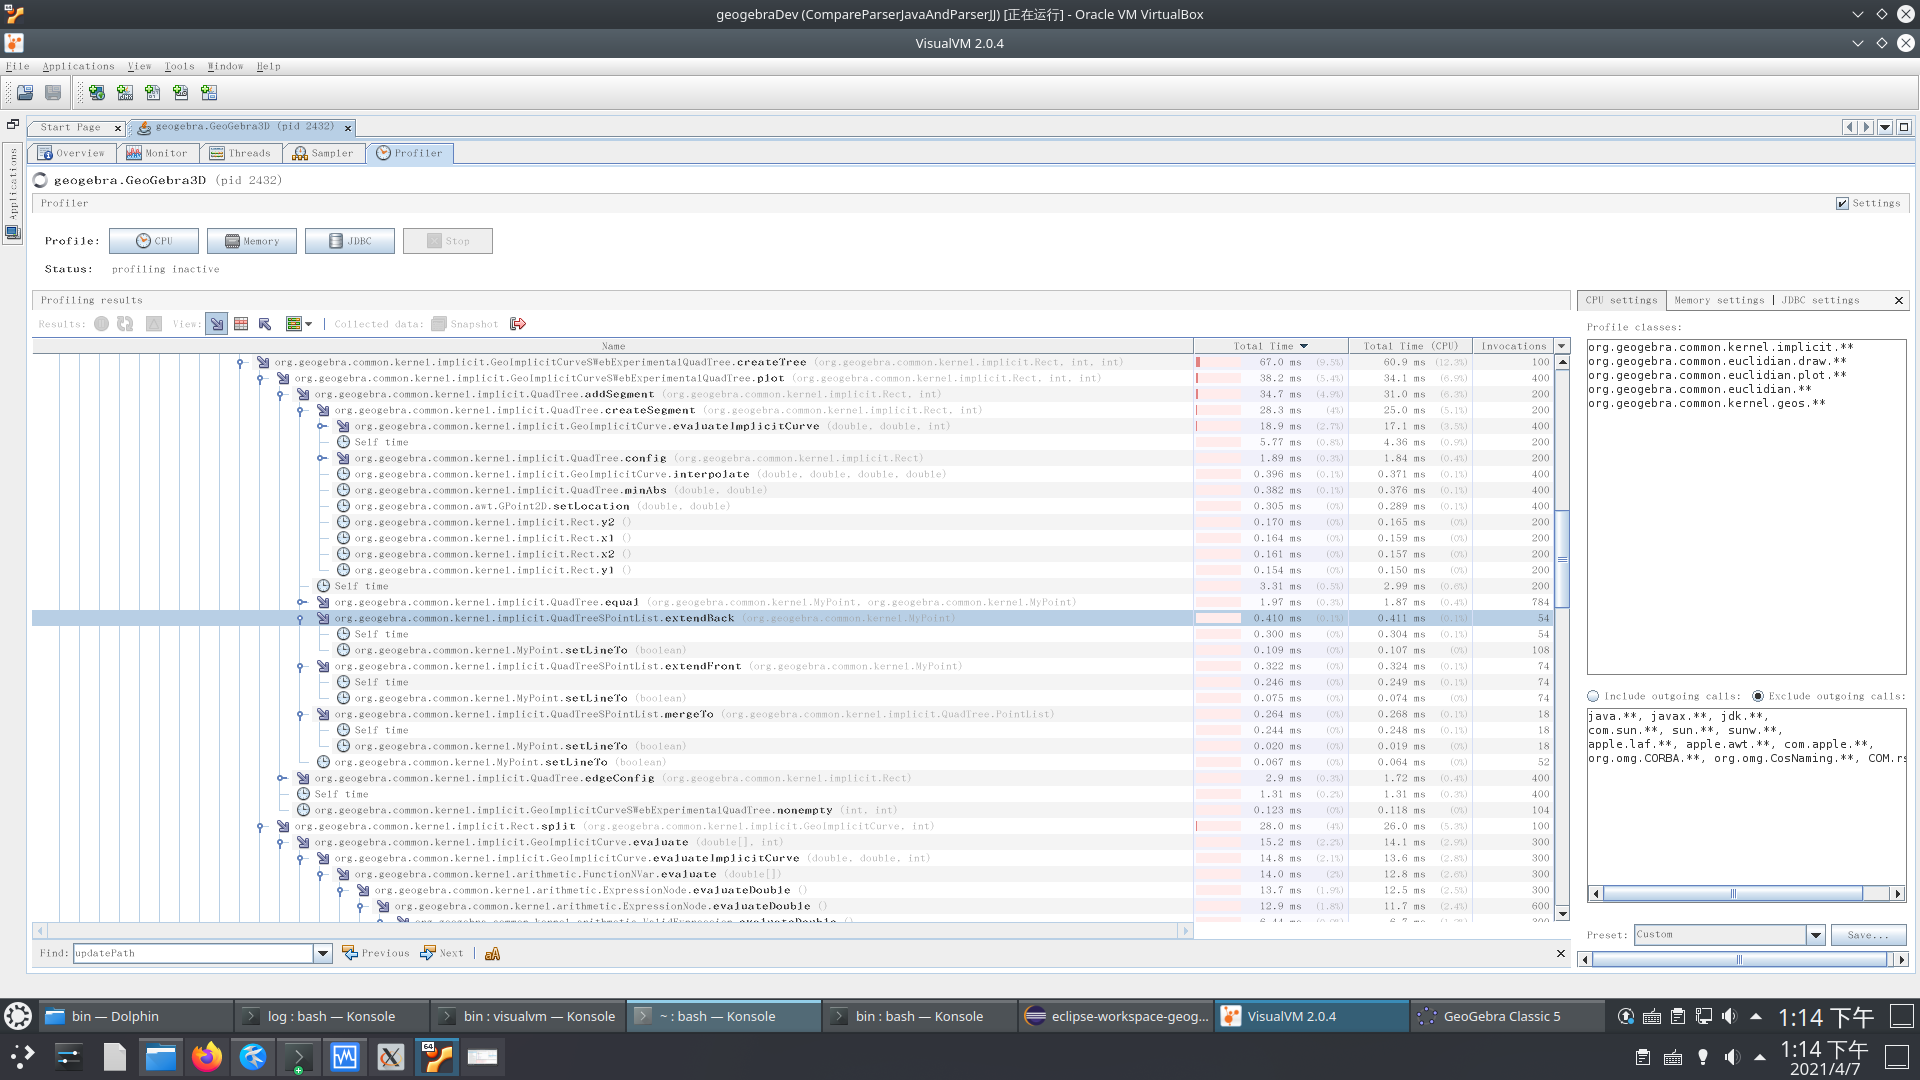 geogebraDev (CompareParserJavaAndParserJJ) [正在运行] - Oracle VM VirtualBox
VisualVM 2.0.4
File Applications View Tools Window Help
Start Page geogebra.GeoGebra3D (pid 2432)
Applications
Overview Monitor Threads Sampler Profiler
geogebra.GeoGebra3D (pid 2432)
Profiler Settings
Profile: CPU Memory JDBC Stop
Status: profiling inactive
Profiling results
Results: View: Collected data: Snapshot
Name Total Time Total Time (CPU) Invocations
org.geogebra.common.kernel.implicit.GeoImplicitCurve$WebExperimentalQuadTree.createTree (org.geogebra.common.kernel.implicit.Rect, int, int) 67.0 ms (9.5%) 60.9 ms (12.3%) 100
org.geogebra.common.kernel.implicit.GeoImplicitCurve$WebExperimentalQuadTree.plot (org.geogebra.common.kernel.implicit.Rect, int, int) 38.2 ms (5.4%) 34.1 ms (6.9%) 400
org.geogebra.common.kernel.implicit.QuadTree.addSegment (org.geogebra.common.kernel.implicit.Rect, int) 34.7 ms (4.9%) 31.0 ms (6.3%) 200
org.geogebra.common.kernel.implicit.QuadTree.createSegment (org.geogebra.common.kernel.implicit.Rect, int) 28.3 ms (4%) 25.0 ms (5.1%) 200
org.geogebra.common.kernel.implicit.GeoImplicitCurve.evaluateImplicitCurve (double, double, int) 18.9 ms (2.7%) 17.1 ms (3.5%) 400
Self time 5.77 ms (0.8%) 4.36 ms (0.9%) 200
org.geogebra.common.kernel.implicit.QuadTree.config (org.geogebra.common.kernel.implicit.Rect) 1.89 ms (0.3%) 1.84 ms (0.4%) 200
org.geogebra.common.kernel.implicit.GeoImplicitCurve.interpolate (double, double, double, double) 0.396 ms (0.1%) 0.371 ms (0.1%) 400
org.geogebra.common.kernel.implicit.QuadTree.minAbs (double, double) 0.382 ms (0.1%) 0.376 ms (0.1%) 400
org.geogebra.common.awt.GPoint2D.setLocation (double, double) 0.305 ms (0%) 0.289 ms (0.1%) 400
org.geogebra.common.kernel.implicit.Rect.y2 () 0.170 ms (0%) 0.165 ms (0%) 200
org.geogebra.common.kernel.implicit.Rect.x1 () 0.164 ms (0%) 0.159 ms (0%) 200
org.geogebra.common.kernel.implicit.Rect.x2 () 0.161 ms (0%) 0.157 ms (0%) 200
org.geogebra.common.kernel.implicit.Rect.y1 () 0.154 ms (0%) 0.150 ms (0%) 200
Self time 3.31 ms (0.5%) 2.99 ms (0.6%) 200
org.geogebra.common.kernel.implicit.QuadTree.equal (org.geogebra.common.kernel.MyPoint, org.geogebra.common.kernel.MyPoint) 1.97 ms (0.3%) 1.87 ms (0.4%) 784
org.geogebra.common.kernel.implicit.QuadTree$PointList.extendBack (org.geogebra.common.kernel.MyPoint) 0.410 ms (0.1%) 0.411 ms (0.1%) 54
Self time 0.300 ms (0%) 0.304 ms (0.1%) 54
org.geogebra.common.kernel.MyPoint.setLineTo (boolean) 0.109 ms (0%) 0.107 ms (0%) 108
org.geogebra.common.kernel.implicit.QuadTree$PointList.extendFront (org.geogebra.common.kernel.MyPoint) 0.322 ms (0%) 0.324 ms (0.1%) 74
Self time 0.246 ms (0%) 0.249 ms (0.1%) 74
org.geogebra.common.kernel.MyPoint.setLineTo (boolean) 0.075 ms (0%) 0.074 ms (0%) 74
org.geogebra.common.kernel.implicit.QuadTree$PointList.mergeTo (org.geogebra.common.kernel.implicit.QuadTree.PointList) 0.264 ms (0%) 0.268 ms (0.1%) 18
Self time 0.244 ms (0%) 0.248 ms (0.1%) 18
org.geogebra.common.kernel.MyPoint.setLineTo (boolean) 0.020 ms (0%) 0.019 ms (0%) 18
org.geogebra.common.kernel.MyPoint.setLineTo (boolean) 0.067 ms (0%) 0.064 ms (0%) 52
org.geogebra.common.kernel.implicit.QuadTree.edgeConfig (org.geogebra.common.kernel.implicit.Rect) 2.9 ms (0.3%) 1.72 ms (0.4%) 400
Self time 1.31 ms (0.2%) 1.31 ms (0.3%) 400
org.geogebra.common.kernel.implicit.GeoImplicitCurve$WebExperimentalQuadTree.nonempty (int, int) 0.123 ms (0%) 0.118 ms (0%) 104
org.geogebra.common.kernel.implicit.Rect.split (org.geogebra.common.kernel.implicit.GeoImplicitCurve, int) 28.0 ms (4%) 26.0 ms (5.3%) 100
org.geogebra.common.kernel.implicit.GeoImplicitCurve.evaluate (double[], int) 15.2 ms (2.2%) 14.1 ms (2.9%) 300
org.geogebra.common.kernel.implicit.GeoImplicitCurve.evaluateImplicitCurve (double, double, int) 14.8 ms (2.1%) 13.6 ms (2.8%) 300
org.geogebra.common.kernel.arithmetic.FunctionNVar.evaluate (double[]) 14.0 ms (2%) 12.8 ms (2.6%) 300
org.geogebra.common.kernel.arithmetic.ExpressionNode.evaluateDouble () 13.7 ms (1.9%) 12.5 ms (2.5%) 300
org.geogebra.common.kernel.arithmetic.ExpressionNode.evaluateDouble () 12.9 ms (1.8%) 11.7 ms (2.4%) 600
Find: updatePath Previous Next aA
CPU settings Memory settings JDBC settings
Profile classes:
org.geogebra.common.kernel.implicit.**
org.geogebra.common.euclidian.draw.**
org.geogebra.common.euclidian.plot.**
org.geogebra.common.euclidian.**
org.geogebra.common.kernel.geos.**
Include outgoing calls: Exclude outgoing calls:
java.**, javax.**, jdk.**,
com.sun.**, sun.**, sunw.**,
apple.laf.**, apple.awt.**, com.apple.**,
org.omg.CORBA.**, org.omg.CosNaming.**, COM.rs
Preset: Custom Save...
bin — Dolphin log : bash — Konsole bin : visualvm — Konsole ~ : bash — Konsole bin : bash — Konsole eclipse-workspace-geog... VisualVM 2.0.4 GeoGebra Classic 5 1:14 下午
64
1:14 下午
2021/4/7